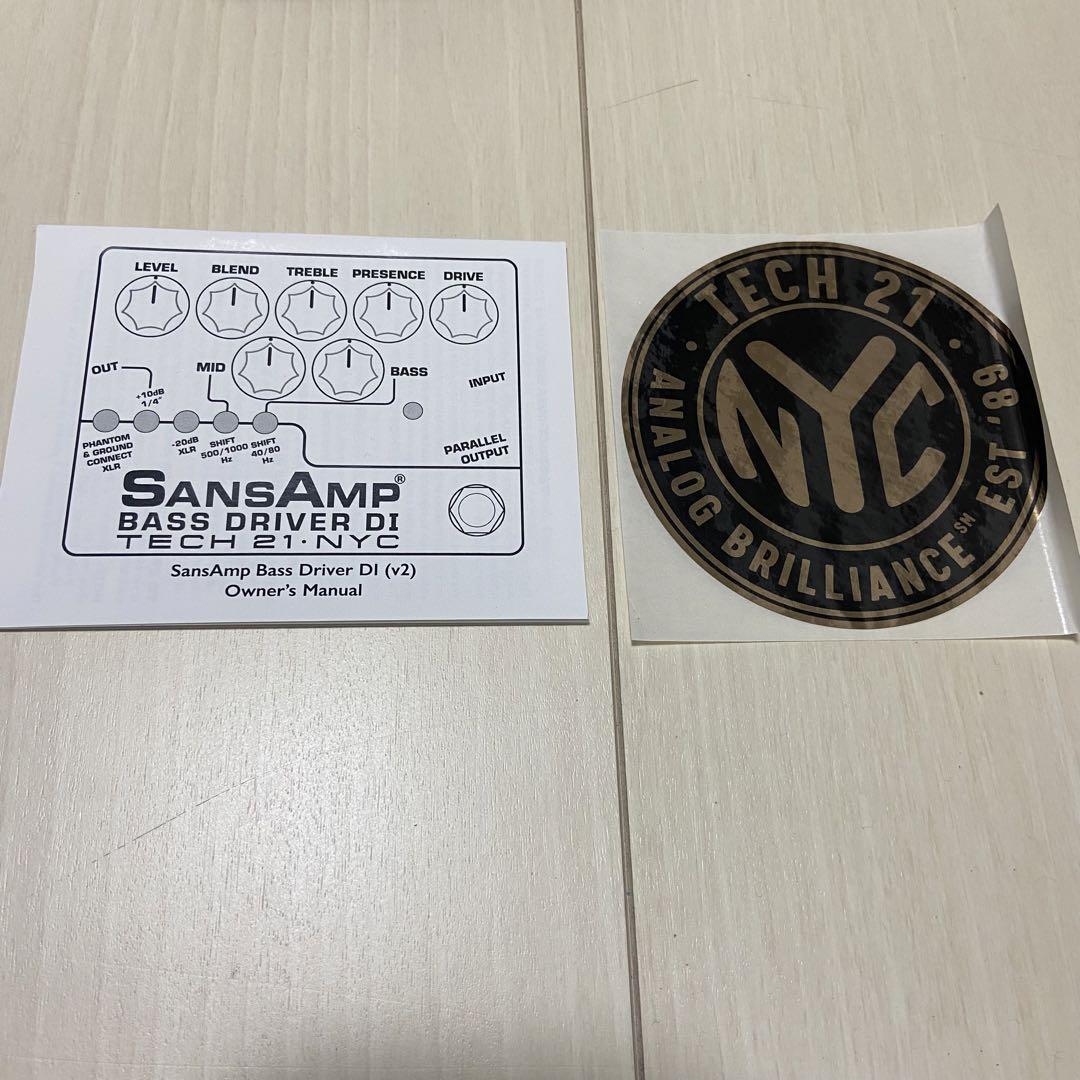 LEVEL BLEND TREBLE PRESENCE DRIVE
OUT
MID
BASS
INPUT
+10dB
1/4"
PHANTOM
& GROUND
CONNECT
XLR
-20dB
XLR
SHIFT
500/1000
Hz
SHIFT
40/80
Hz
PARALLEL
OUTPUT
SANSAMP®
BASS DRIVER DI
TECH 21·NYC
SansAmp Bass Driver DI (v2)
Owner's Manual
TECH 21
NYC
· ANALOG BRILLIANCE℠ EST '89 ·